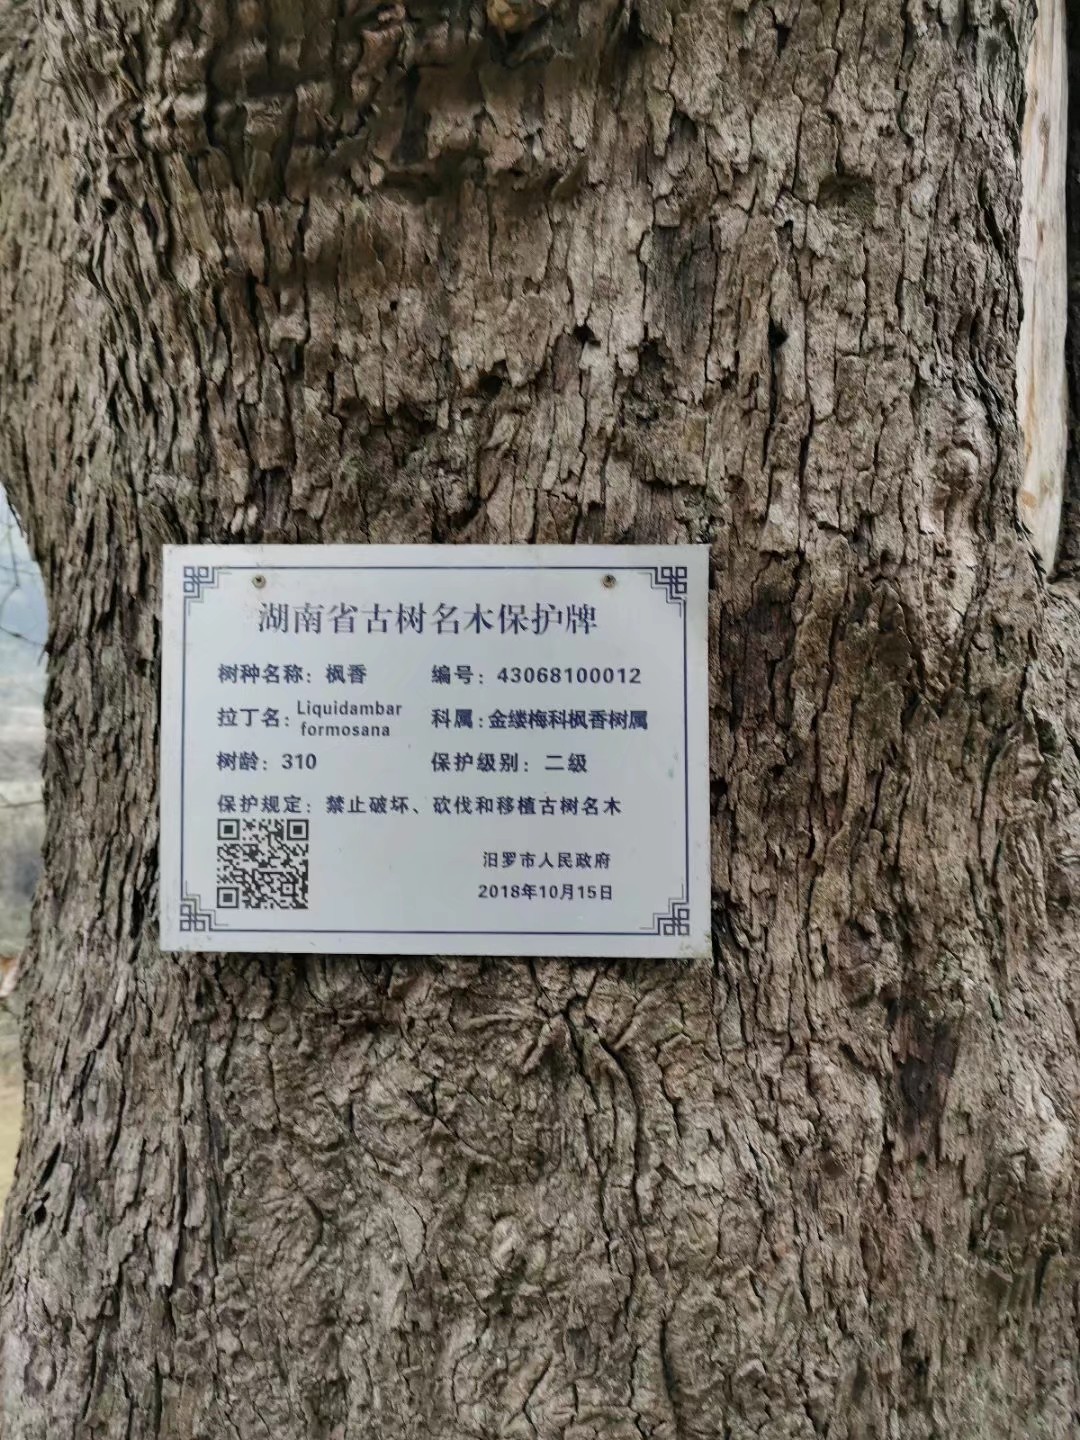 湖南省古树名木保护牌
树种名称：枫香 编号：43068100012
拉丁名：Liquidambar formosana 科属：金缕梅科枫香树属
树龄：310 保护级别：二级
保护规定：禁止破坏、砍伐和移植古树名木
汨罗市人民政府
2018年10月15日